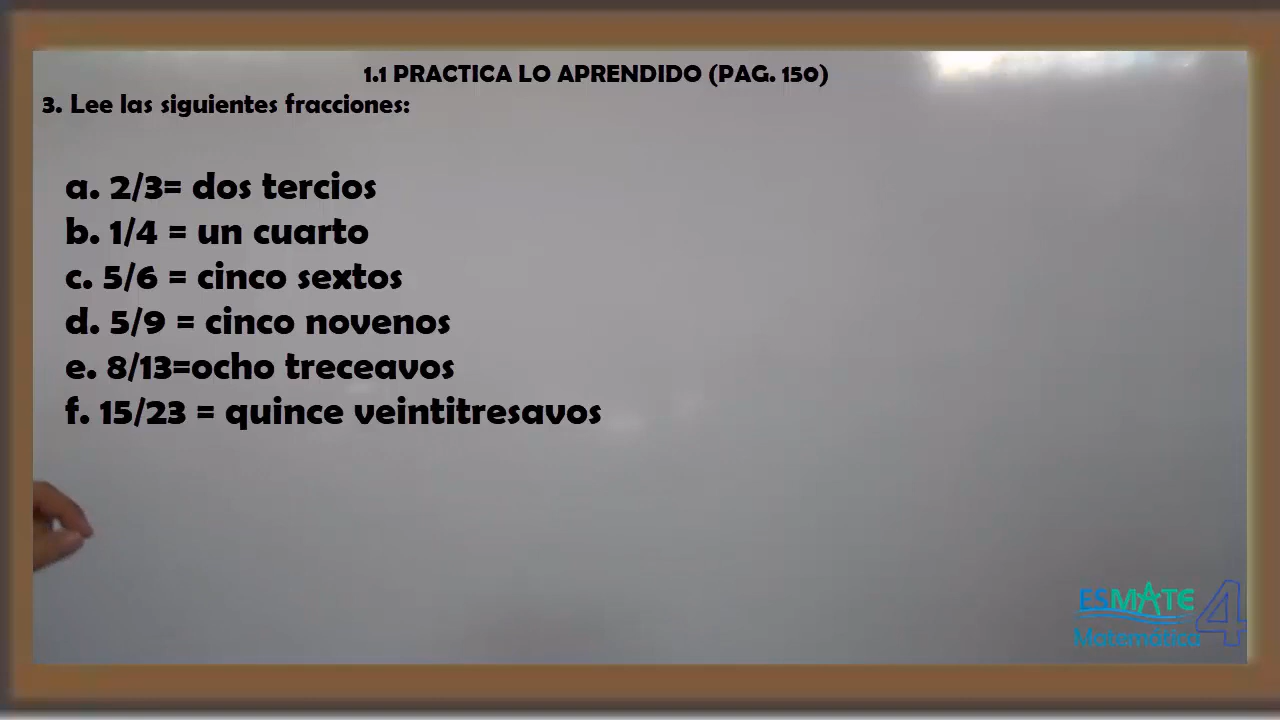 1.1 PRACTICA LO APRENDIDO (PAG. 150)
3. Lee las siguientes fracciones:
a. 2/3= dos tercios
b. 1/4 = un cuarto
c. 5/6 = cinco sextos
d. 5/9 = cinco novenos
e. 8/13=ocho treceavos
f. 15/23 = quince veintitresavos
ESMATE 4
Matemática